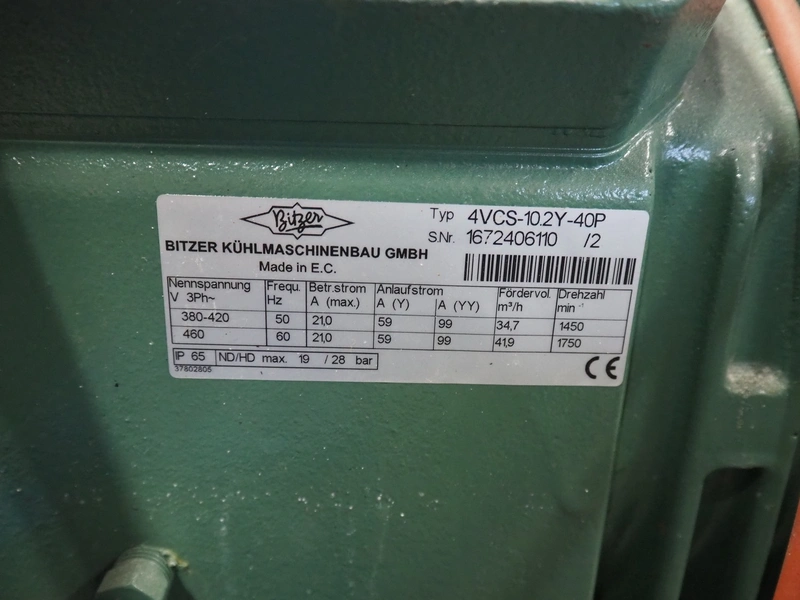 Bitzer
BITZER KÜHLMASCHINENBAU GMBH
Made in E.C.
Typ 4VCS-10.2Y-40P
S.Nr. 1672406110 /2
Nennspannung V 3Ph~ Frequ. Hz Betr.strom A (max.) Anlaufstrom A (Y) A (YY) Fördervol. m³/h Drehzahl min⁻¹
380-420 50 21,0 59 99 34,7 1450
460 60 21,0 59 99 41,9 1750
IP 65 ND/HD max. 19 / 28 bar
37802805
CE